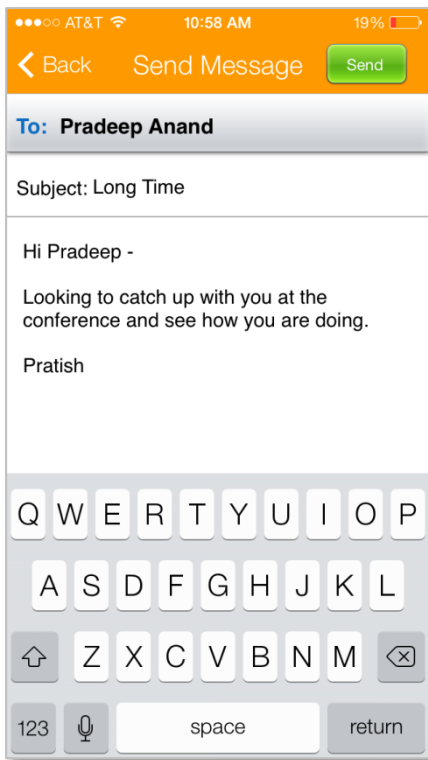 AT&T 10:58 AM 19%
Back Send Message Send
To: Pradeep Anand
Subject: Long Time
Hi Pradeep -
Looking to catch up with you at the
conference and see how you are doing.
Pratish
Q W E R T Y U I O P
A S D F G H J K L
Z X C V B N M
123 space return